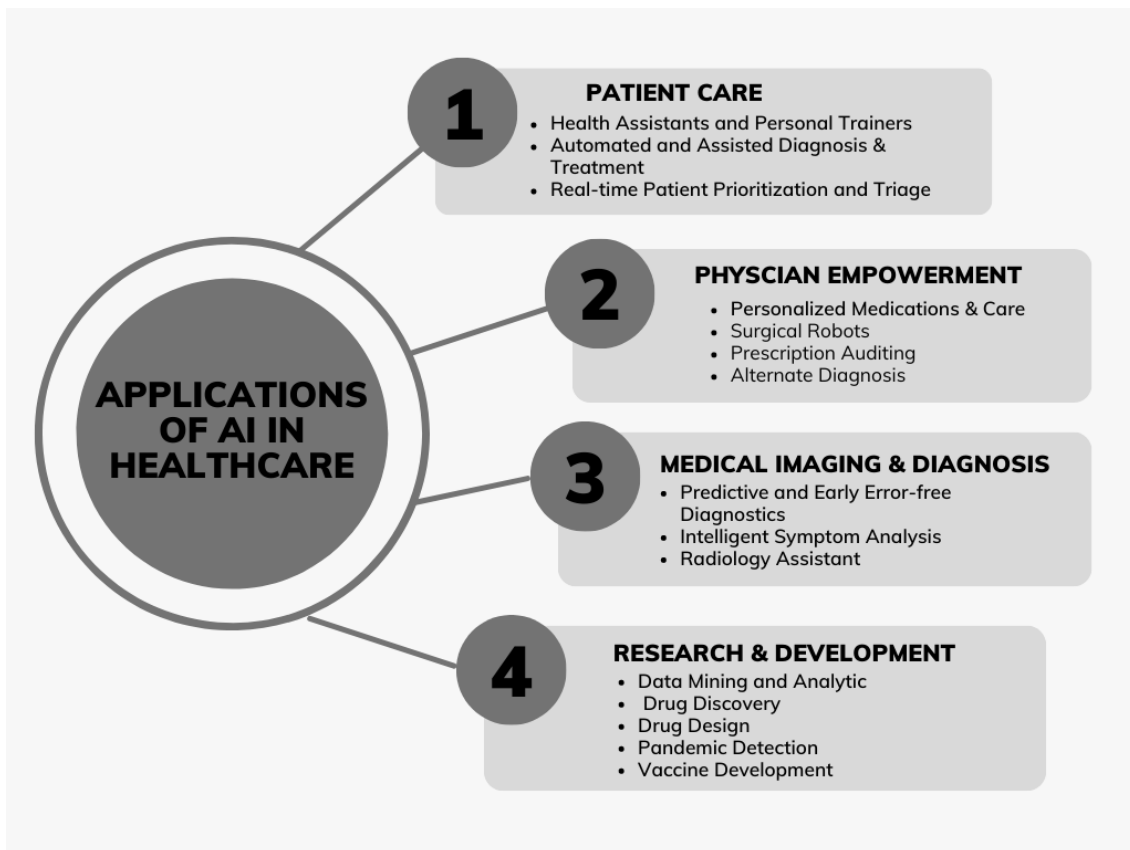 APPLICATIONS
OF AI IN
HEALTHCARE
1
PATIENT CARE
• Health Assistants and Personal Trainers
• Automated and Assisted Diagnosis &
Treatment
• Real-time Patient Prioritization and Triage
2
PHYSCIAN EMPOWERMENT
• Personalized Medications & Care
• Surgical Robots
• Prescription Auditing
• Alternate Diagnosis
3
MEDICAL IMAGING & DIAGNOSIS
• Predictive and Early Error-free
Diagnostics
• Intelligent Symptom Analysis
• Radiology Assistant
4
RESEARCH & DEVELOPMENT
• Data Mining and Analytic
• Drug Discovery
• Drug Design
• Pandemic Detection
• Vaccine Development